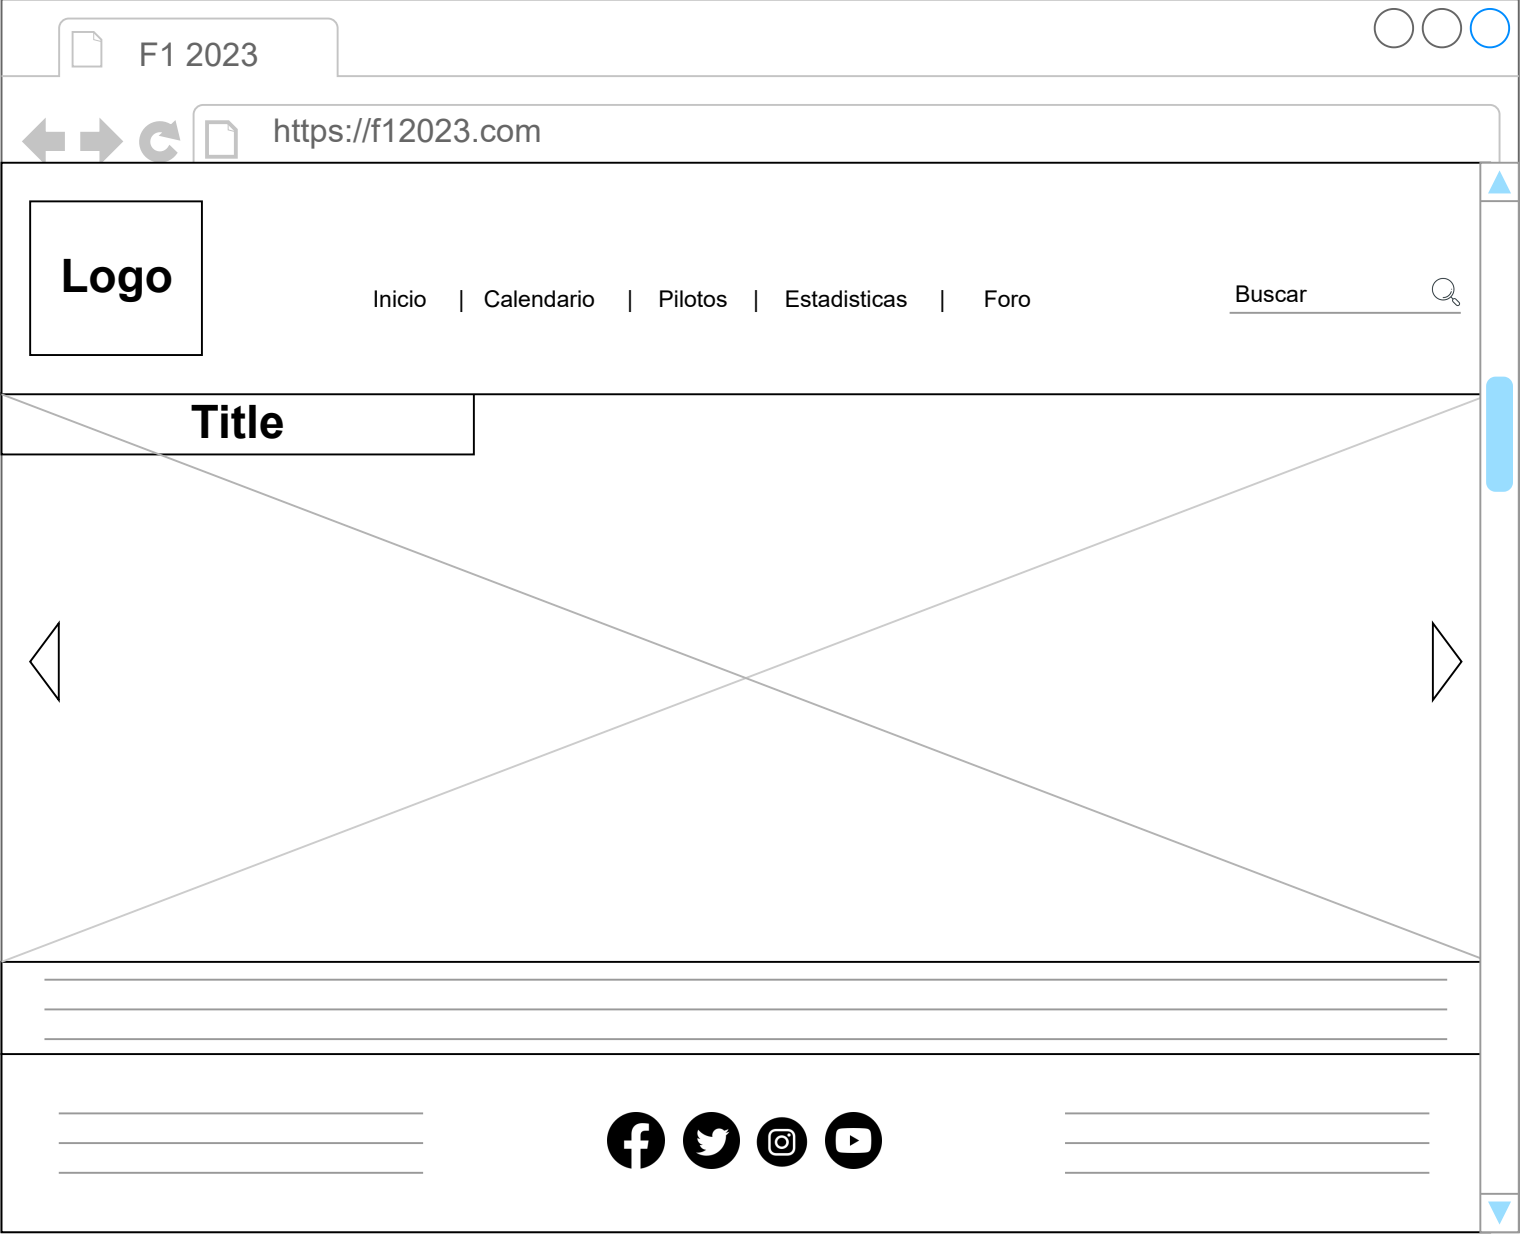 F1 2023
https://f12023.com
Logo
Inicio | Calendario | Pilotos | Estadisticas | Foro
Buscar
Title